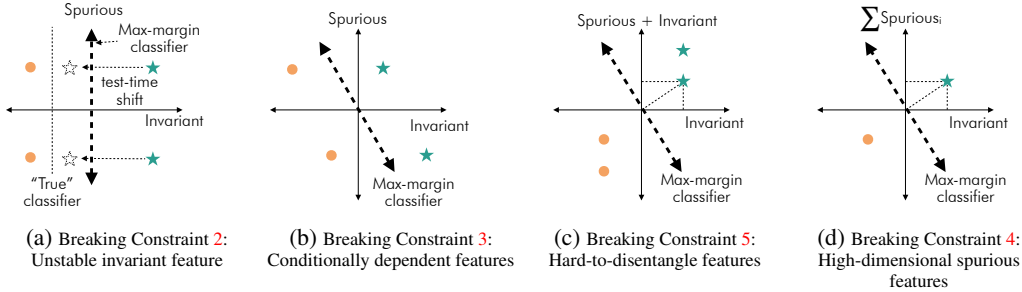 Spurious
Max-margin
classifier
test-time
shift
Invariant
“True”
classifier
(a) Breaking Constraint 2:
Unstable invariant feature
Spurious
Invariant
Max-margin
classifier
(b) Breaking Constraint 3:
Conditionally dependent features
Spurious + Invariant
Invariant
Max-margin
classifier
(c) Breaking Constraint 5:
Hard-to-disentangle features
∑ Spuriousᵢ
Invariant
Max-margin
classifier
(d) Breaking Constraint 4:
High-dimensional spurious
features